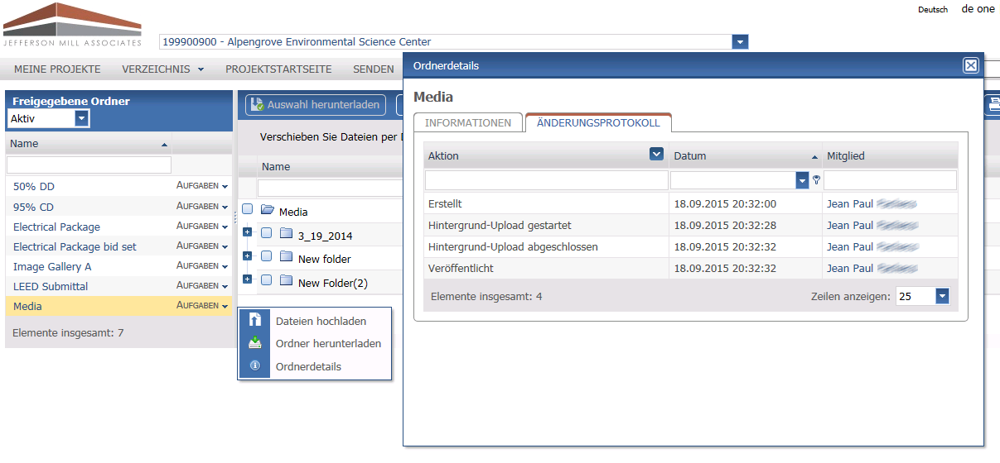 Deutsch de one
JEFFERSON MILL ASSOCIATES
199900900 - Alpengrove Environmental Science Center
MEINE PROJEKTE VERZEICHNIS PROJEKTSTARTSEITE SENDEN
Freigegebene Ordner
Aktiv
Name
50% DD AUFGABEN
95% CD AUFGABEN
Electrical Package AUFGABEN
Electrical Package bid set AUFGABEN
Image Gallery A AUFGABEN
LEED Submittal AUFGABEN
Media AUFGABEN
Elemente insgesamt: 7
Auswahl herunterladen
Verschieben Sie Dateien per
Name
Media
3_19_2014
New folder
New Folder(2)
Dateien hochladen
Ordner herunterladen
Ordnerdetails
Ordnerdetails
Media
INFORMATIONEN ÄNDERUNGSPROTOKOLL
Aktion Datum Mitglied
Erstellt 18.09.2015 20:32:00 Jean Paul
Hintergrund-Upload gestartet 18.09.2015 20:32:28 Jean Paul
Hintergrund-Upload abgeschlossen 18.09.2015 20:32:32 Jean Paul
Veröffentlicht 18.09.2015 20:32:32 Jean Paul
Elemente insgesamt: 4 Zeilen anzeigen: 25